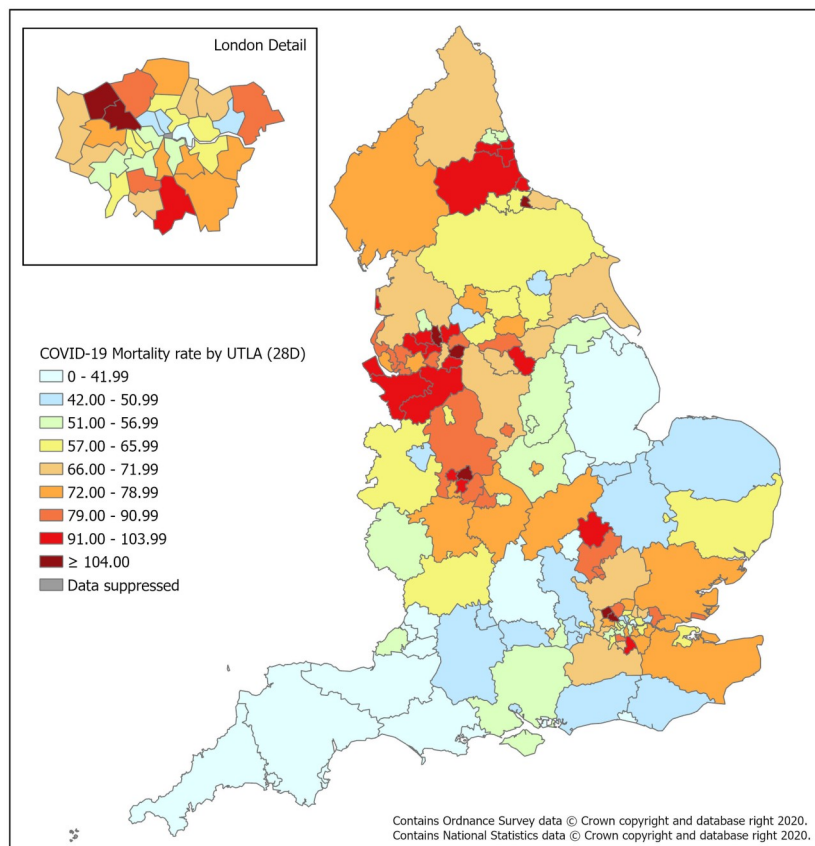 London Detail
COVID-19 Mortality rate by UTLA (28D)
0 - 41.99
42.00 - 50.99
51.00 - 56.99
57.00 - 65.99
66.00 - 71.99
72.00 - 78.99
79.00 - 90.99
91.00 - 103.99
≥ 104.00
Data suppressed
Contains Ordnance Survey data © Crown copyright and database right 2020.
Contains National Statistics data © Crown copyright and database right 2020.